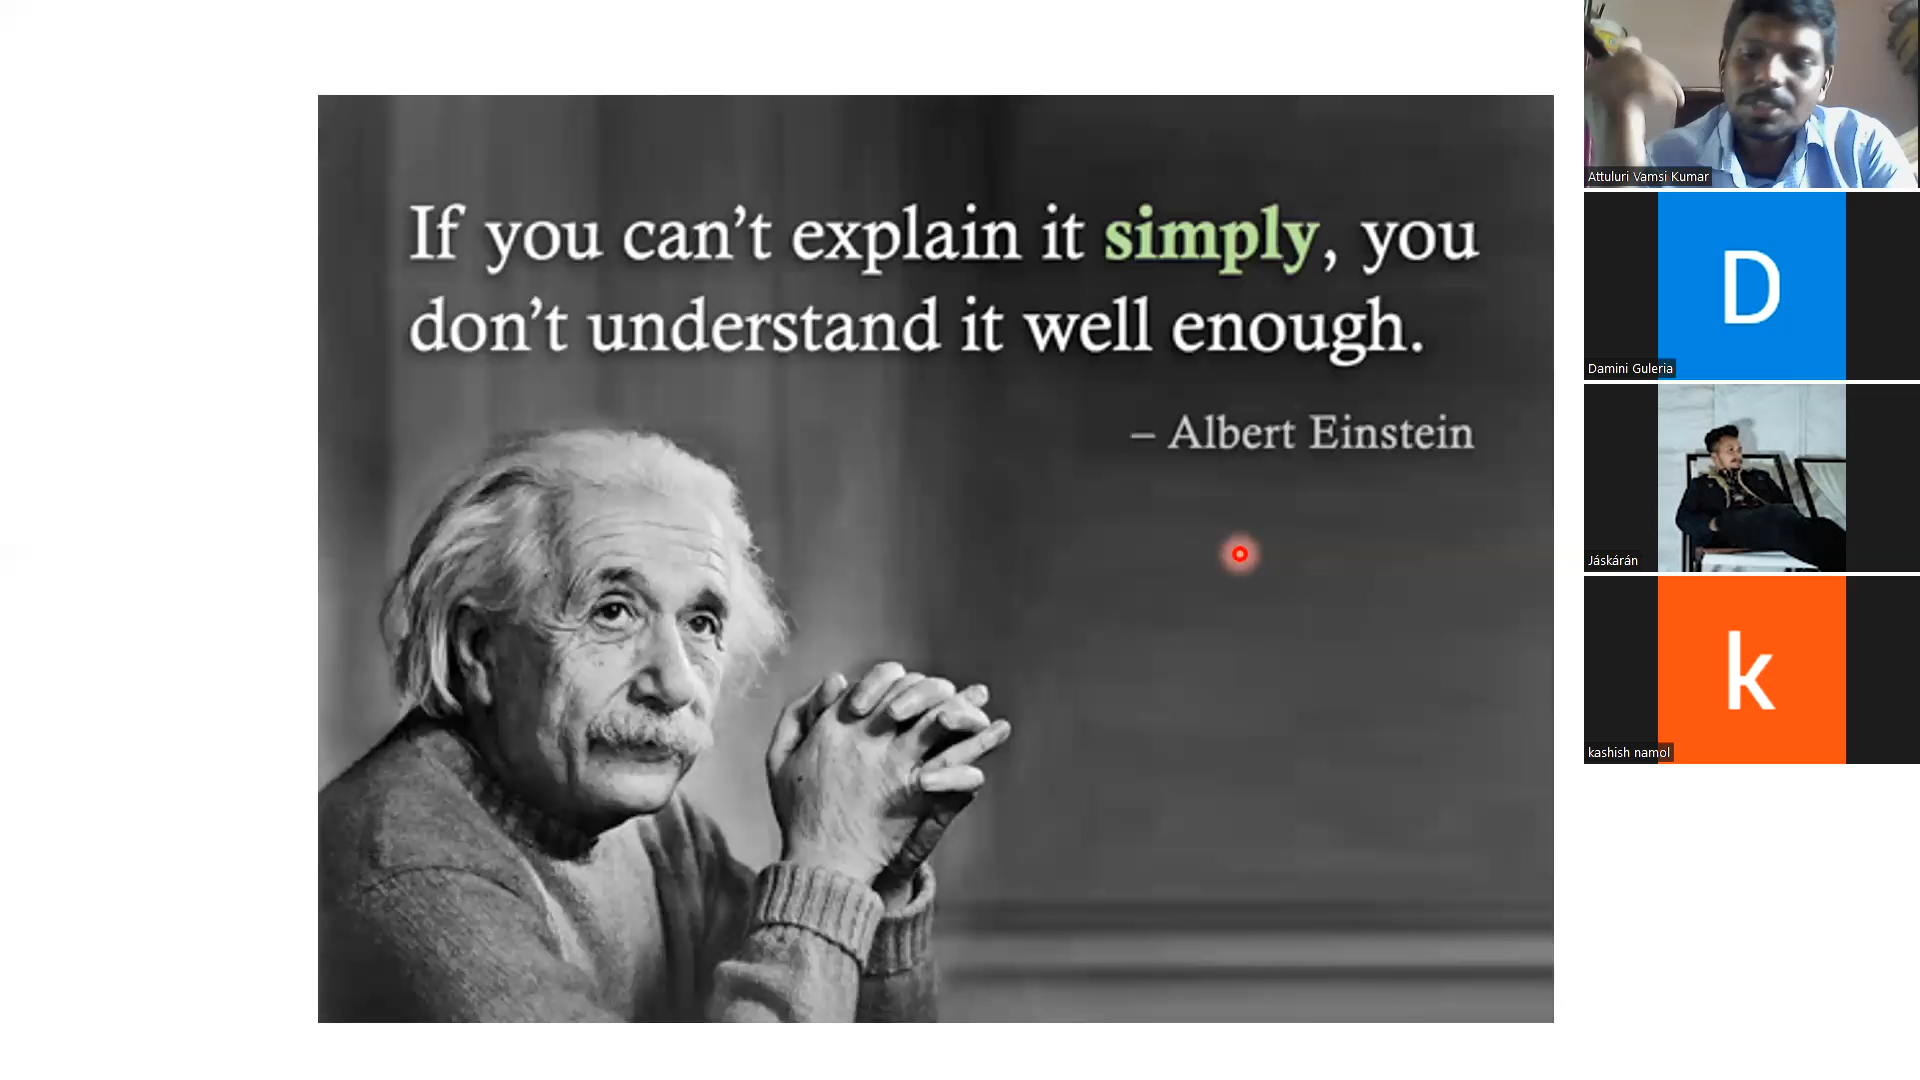 If you can’t explain it simply, you
don’t understand it well enough.
– Albert Einstein
Attuluri Vamsi Kumar
D
Damini Guleria
Jáskárán
k
kashish namol